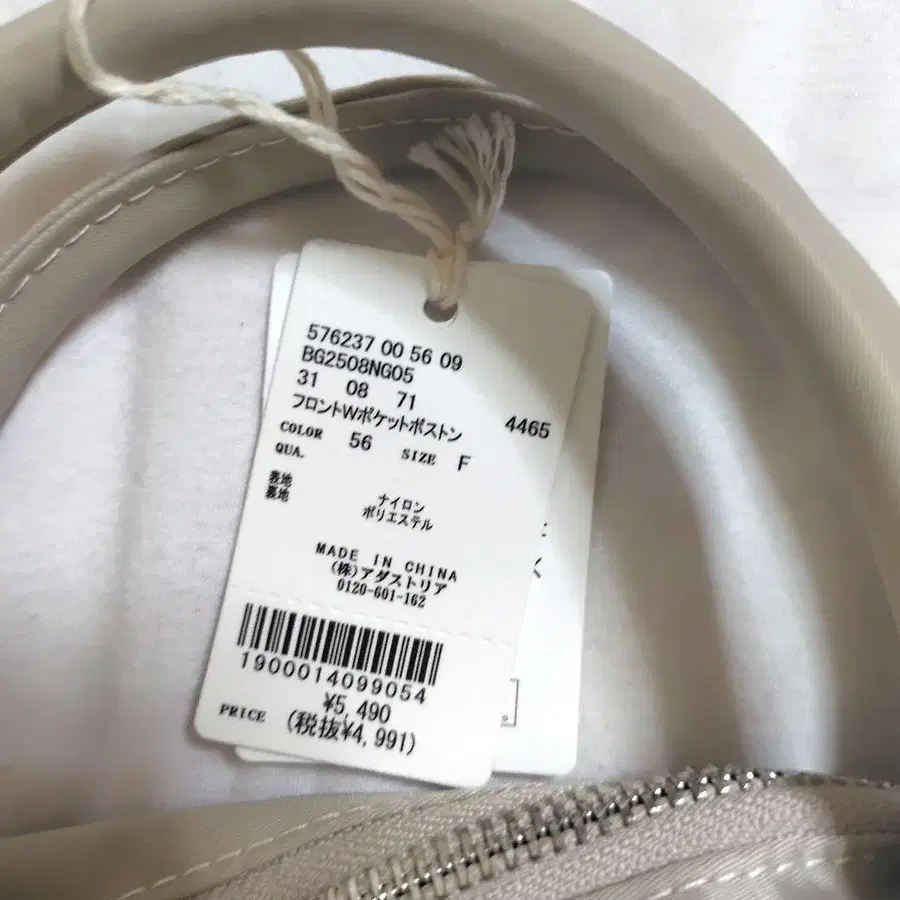 576237 00 56 09
BG2508NG05
31 08 71
フロントWポケットボストン 4465
COLOR 56 SIZE F
QUA.
表地 ナイロン
裏地 ポリエステル
MADE IN CHINA
(株)アダストリア
0120-601-162
1900014099054
¥5,490
PRICE (税抜¥4,991)